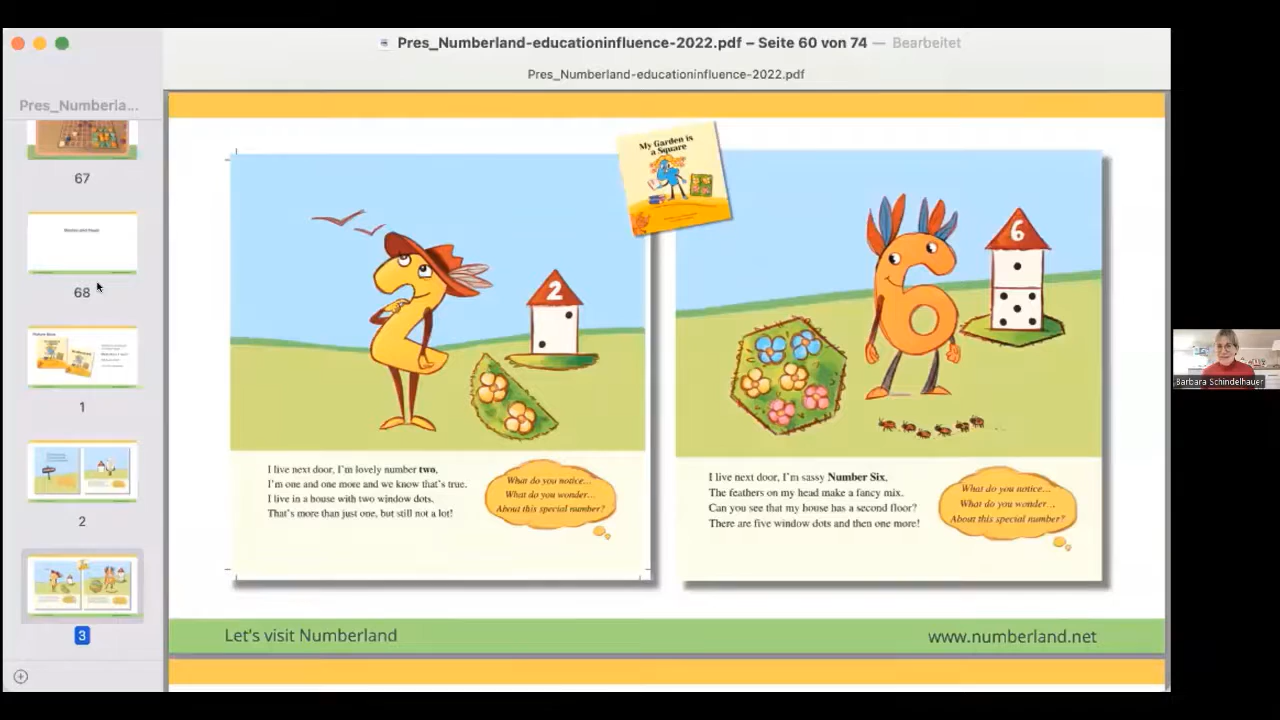 Pres_Numberland-educationinfluence-2022.pdf – Seite 60 von 74 — Bearbeitet
Pres_Numberland-educationinfluence-2022.pdf
Pres_Numberla...
67
68
1
2
3
My Garden is
a Square
2
6
I live next door, I'm lovely number two,
I'm one and one more and we know that's true.
I live in a house with two window dots.
That's more than just one, but still not a lot!
What do you notice...
What do you wonder...
About this special number?
I live next door, I'm sassy Number Six,
The feathers on my head make a fancy mix.
Can you see that my house has a second floor?
There are five window dots and then one more!
What do you notice...
What do you wonder...
About this special number?
Let's visit Numberland
www.numberland.net
Barbara Schindelhauer